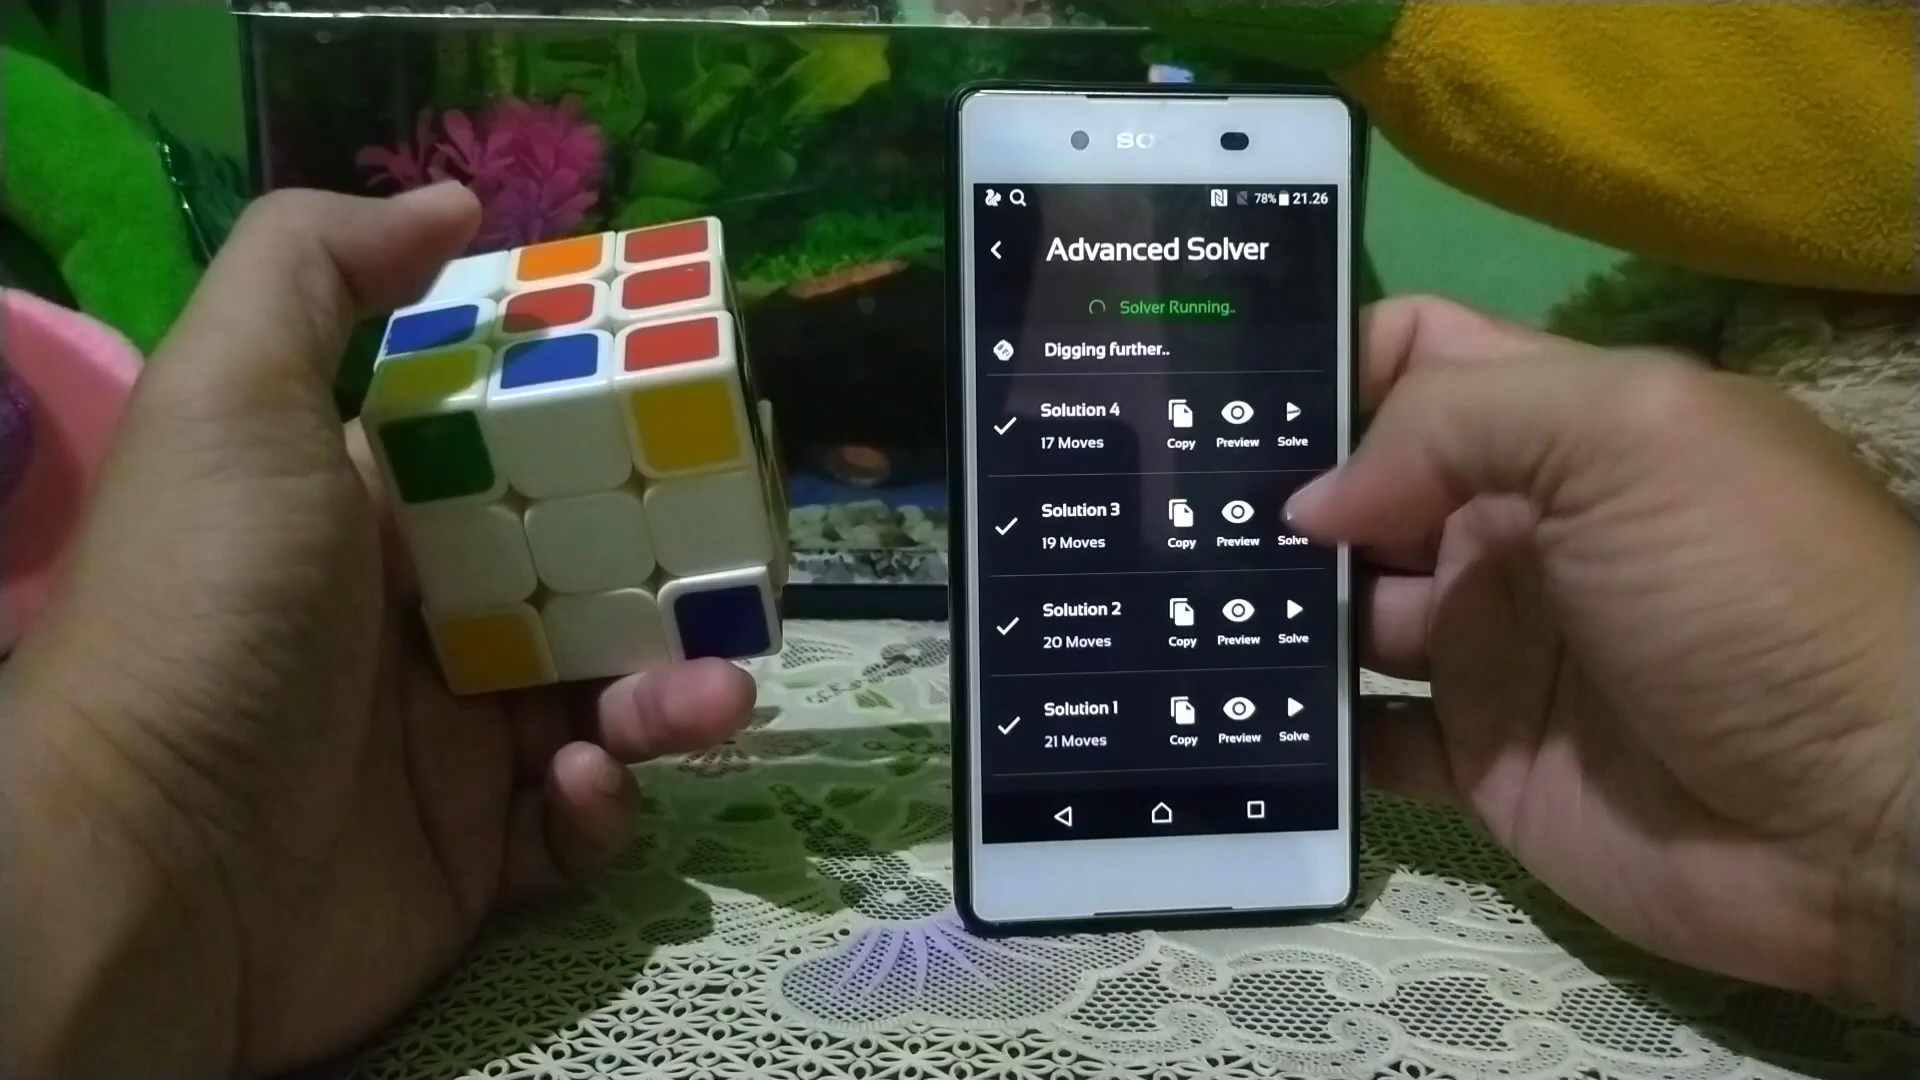 SO
78% 21.26
Advanced Solver
Solver Running..
Digging further..
Solution 4
17 Moves
Copy Preview Solve
Solution 3
19 Moves
Copy Preview Solve
Solution 2
20 Moves
Copy Preview Solve
Solution 1
21 Moves
Copy Preview Solve